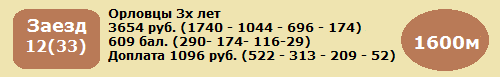 Заезд
12(33)
Орловцы 3х лет
3654 руб. (1740 - 1044 - 696 - 174)
609 бал. (290- 174- 116-29)
Доплата 1096 руб. (522 - 313 - 209 - 52)
1600м